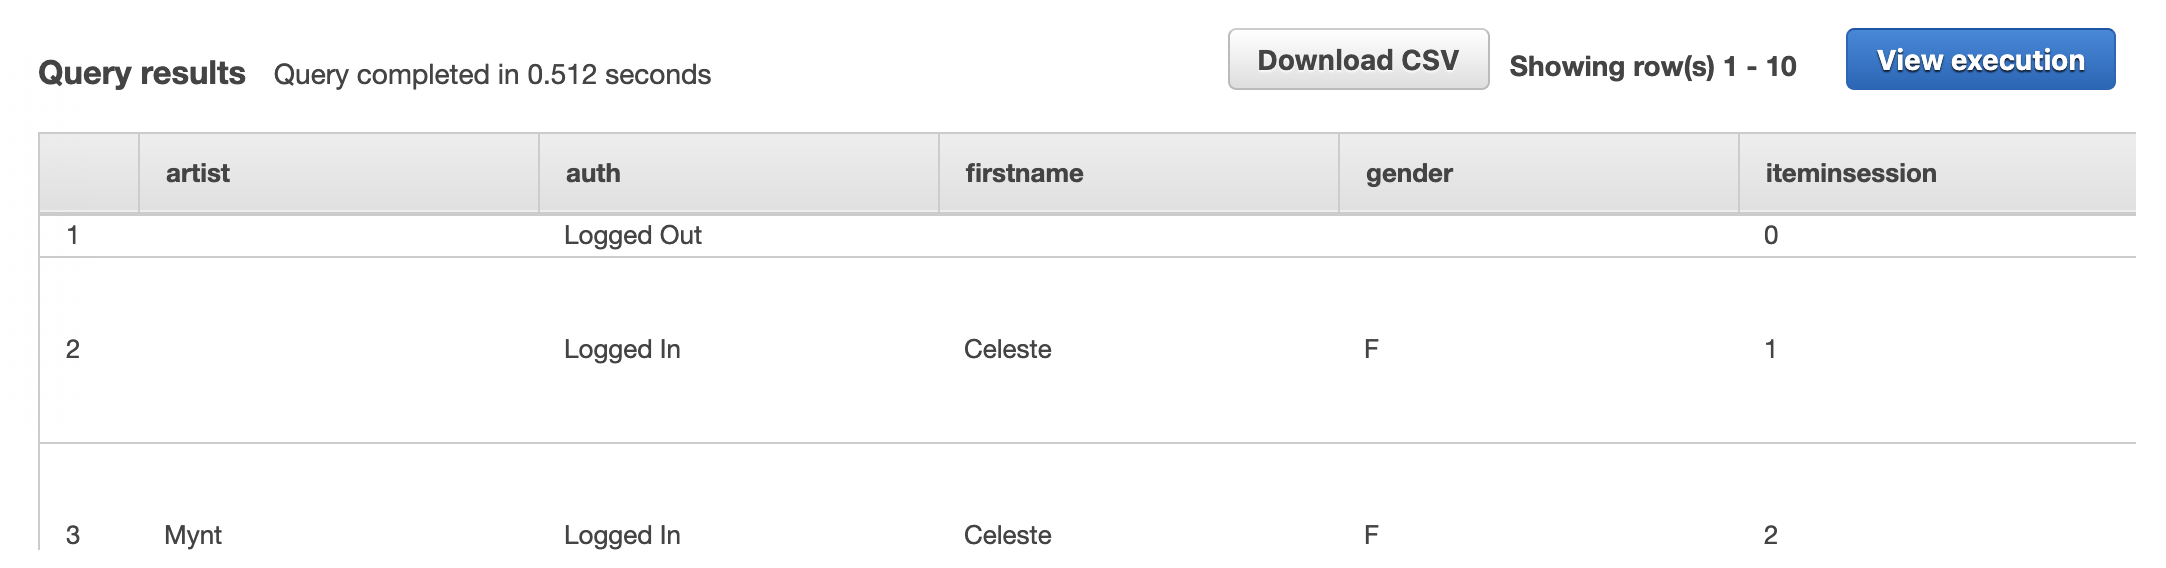 Query results Query completed in 0.512 seconds Download CSV Showing row(s) 1 - 10 View execution
artist auth firstname gender iteminsession
1 Logged Out 0
2 Logged In Celeste F 1
3 Mynt Logged In Celeste F 2